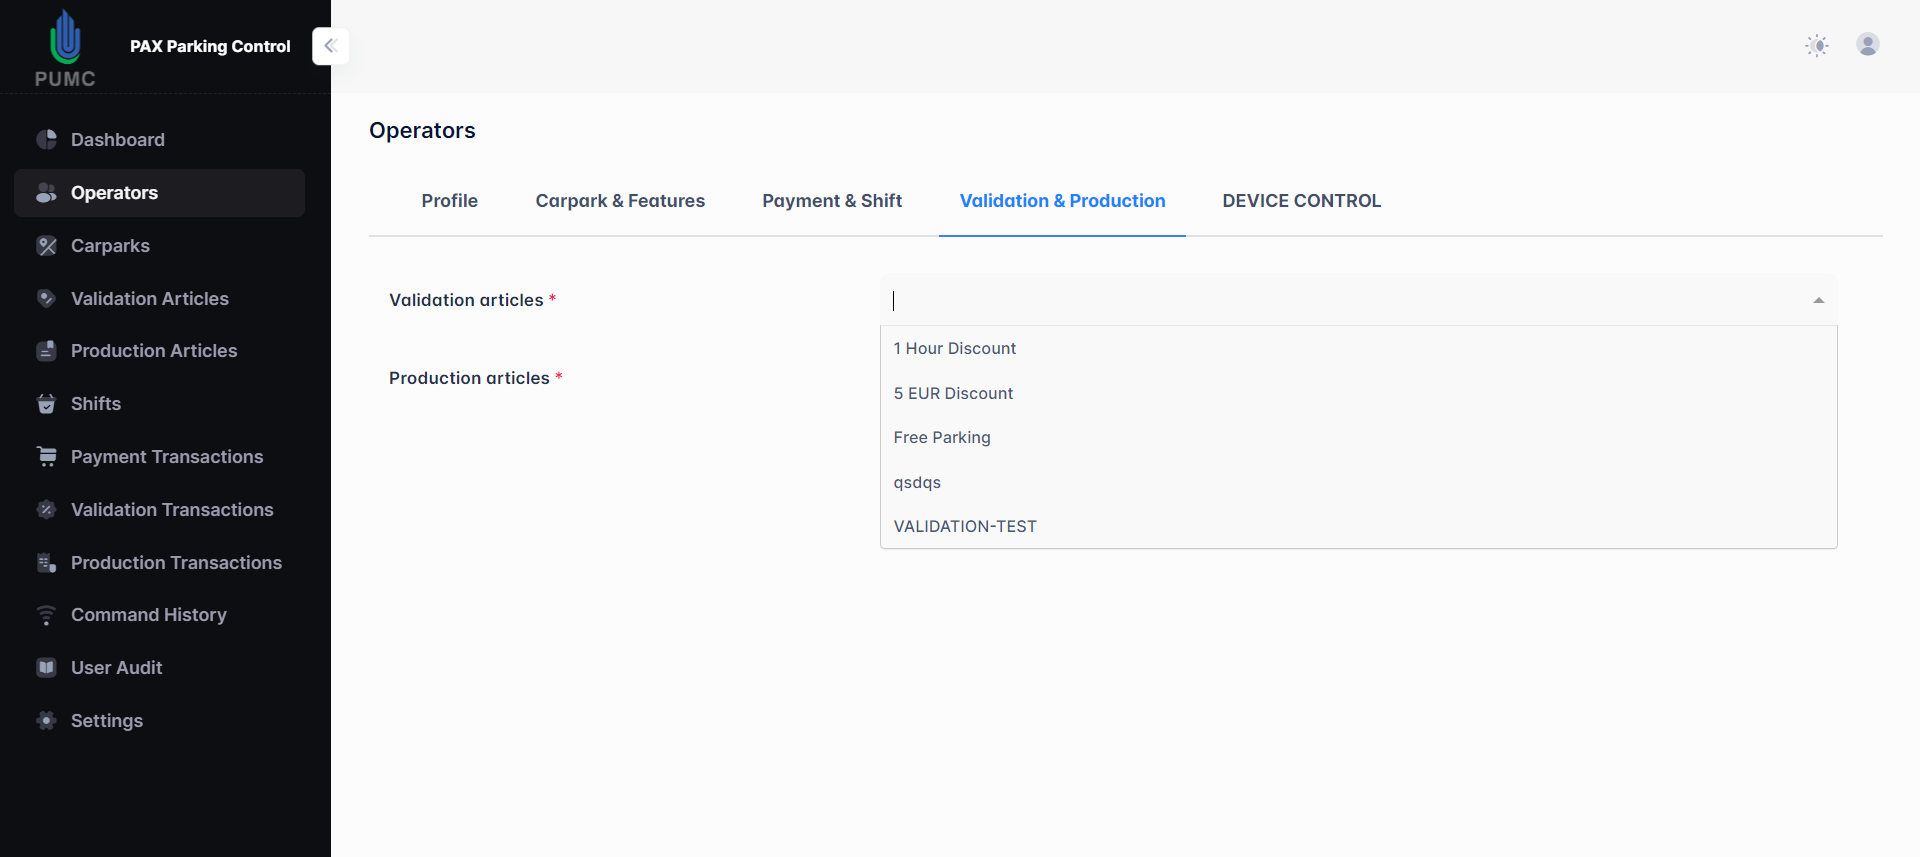 PUMC
PAX Parking Control
Dashboard
Operators
Carparks
Validation Articles
Production Articles
Shifts
Payment Transactions
Validation Transactions
Production Transactions
Command History
User Audit
Settings
Operators
Profile
Carpark & Features
Payment & Shift
Validation & Production
DEVICE CONTROL
Validation articles *
1 Hour Discount
5 EUR Discount
Free Parking
qsdqs
VALIDATION-TEST
Production articles *